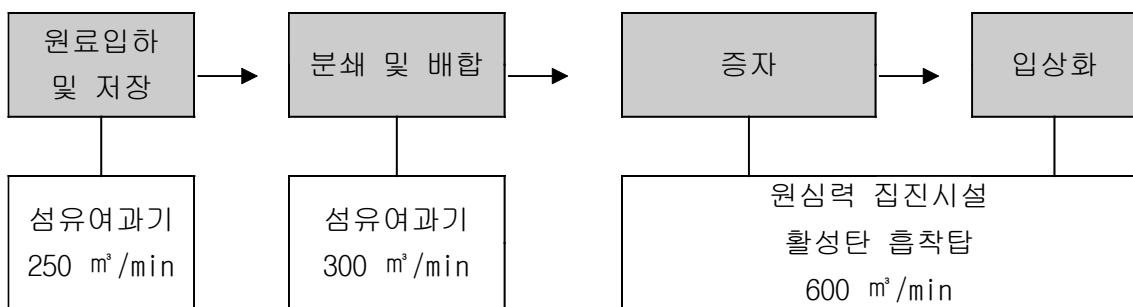 원료입하
및 저장
분쇄 및 배합
증자
입상화
섬유여과기
250 ㎥/min
섬유여과기
300 ㎥/min
원심력 집진시설
활성탄 흡착탑
600 ㎥/min